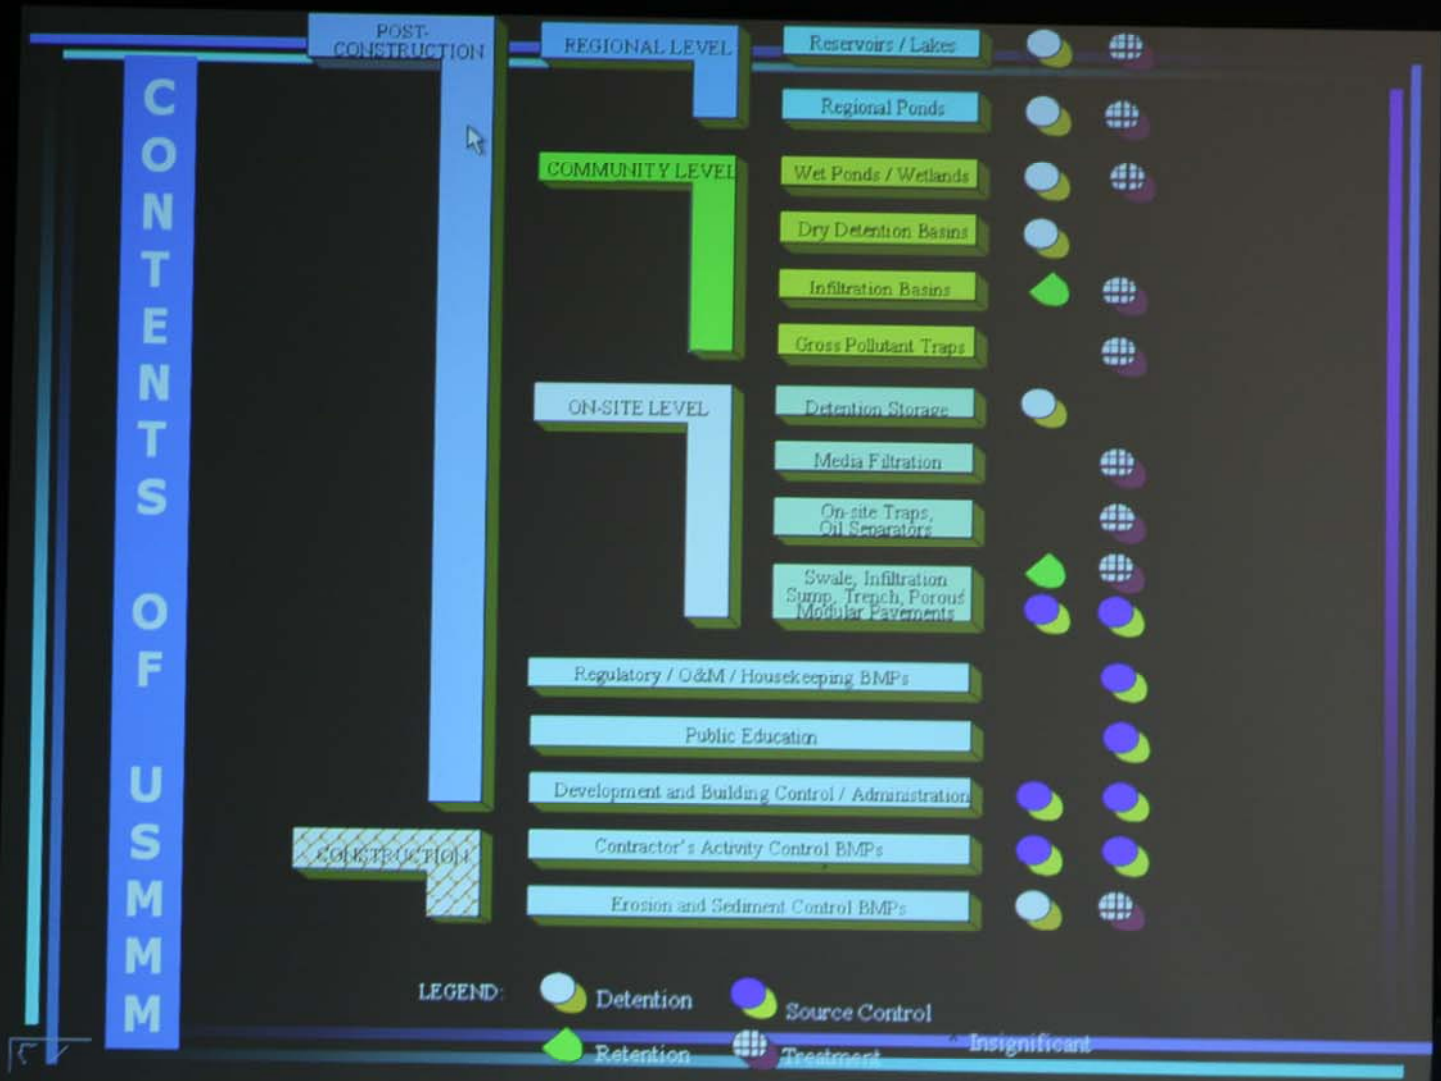 CONTENTS OF USMM
POST-
CONSTRUCTION
REGIONAL LEVEL
Reservoirs / Lakes
Regional Ponds
COMMUNITY LEVEL
Wet Ponds / Wetlands
Dry Detention Basins
Infiltration Basins
Gross Pollutant Traps
ON-SITE LEVEL
Detention Storage
Media Filtration
On-site Traps,
Oil Separators
Swale, Infiltration
Sump, Trench, Porous
Modular Pavements
Regulatory / O&M / Housekeeping BMPs
Public Education
Development and Building Control / Administration
CONSTRUCTION
Contractor's Activity Control BMPs
Erosion and Sediment Control BMPs
LEGEND:
Detention
Source Control
Retention
Treatment
* Insignificant